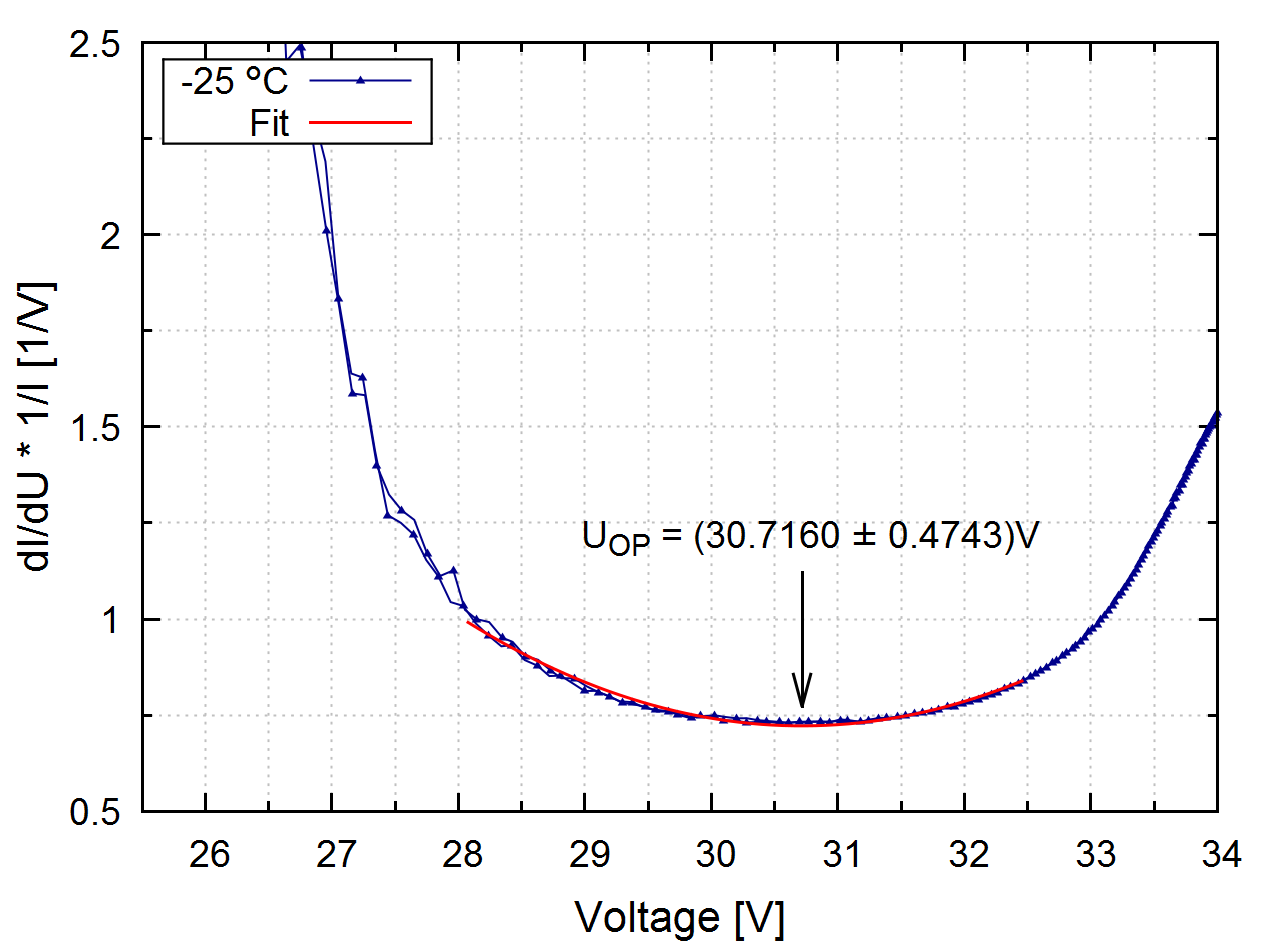 2.5
2
1.5
1
0.5
dI/dU * 1/I [1/V]
-25 °C
Fit
U_OP = (30.7160 ± 0.4743)V
26 27 28 29 30 31 32 33 34
Voltage [V]